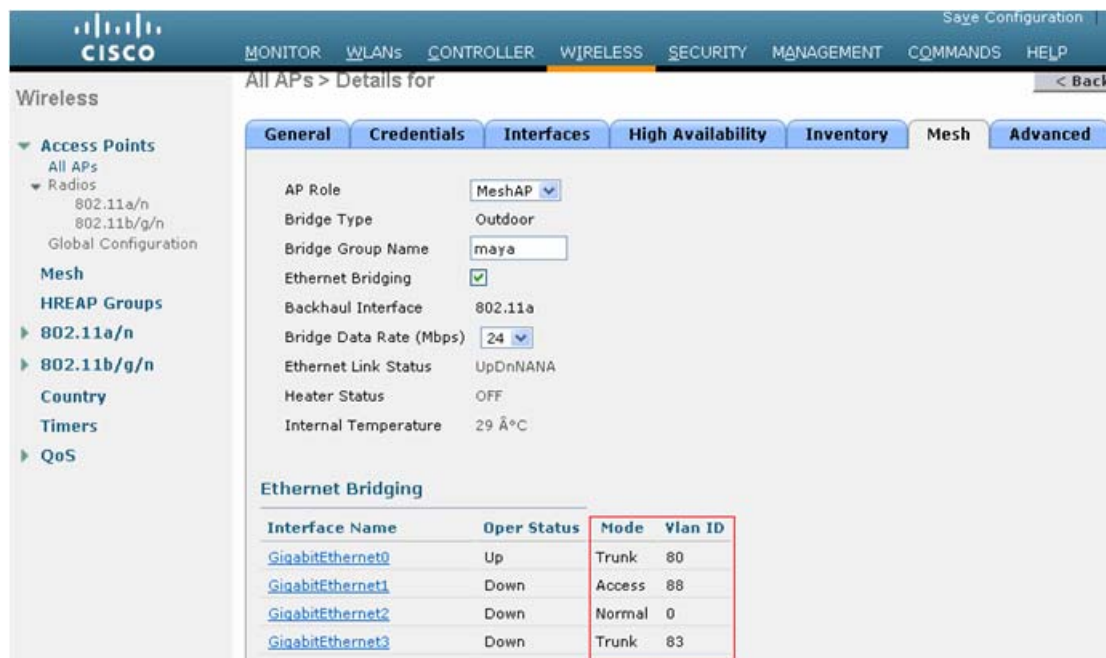 Save Configuration
CISCO
MONITOR WLANs CONTROLLER WIRELESS SECURITY MANAGEMENT COMMANDS HELP
Wireless
Access Points
All APs
Radios
802.11a/n
802.11b/g/n
Global Configuration
Mesh
HREAP Groups
802.11a/n
802.11b/g/n
Country
Timers
QoS
All APs > Details for
< Back
General Credentials Interfaces High Availability Inventory Mesh Advanced
AP Role MeshAP
Bridge Type Outdoor
Bridge Group Name maya
Ethernet Bridging
Backhaul Interface 802.11a
Bridge Data Rate (Mbps) 24
Ethernet Link Status UpDnNANA
Heater Status OFF
Internal Temperature 29 Â°C
Ethernet Bridging
Interface Name Oper Status Mode Vlan ID
GigabitEthernet0 Up Trunk 80
GigabitEthernet1 Down Access 88
GigabitEthernet2 Down Normal 0
GigabitEthernet3 Down Trunk 83